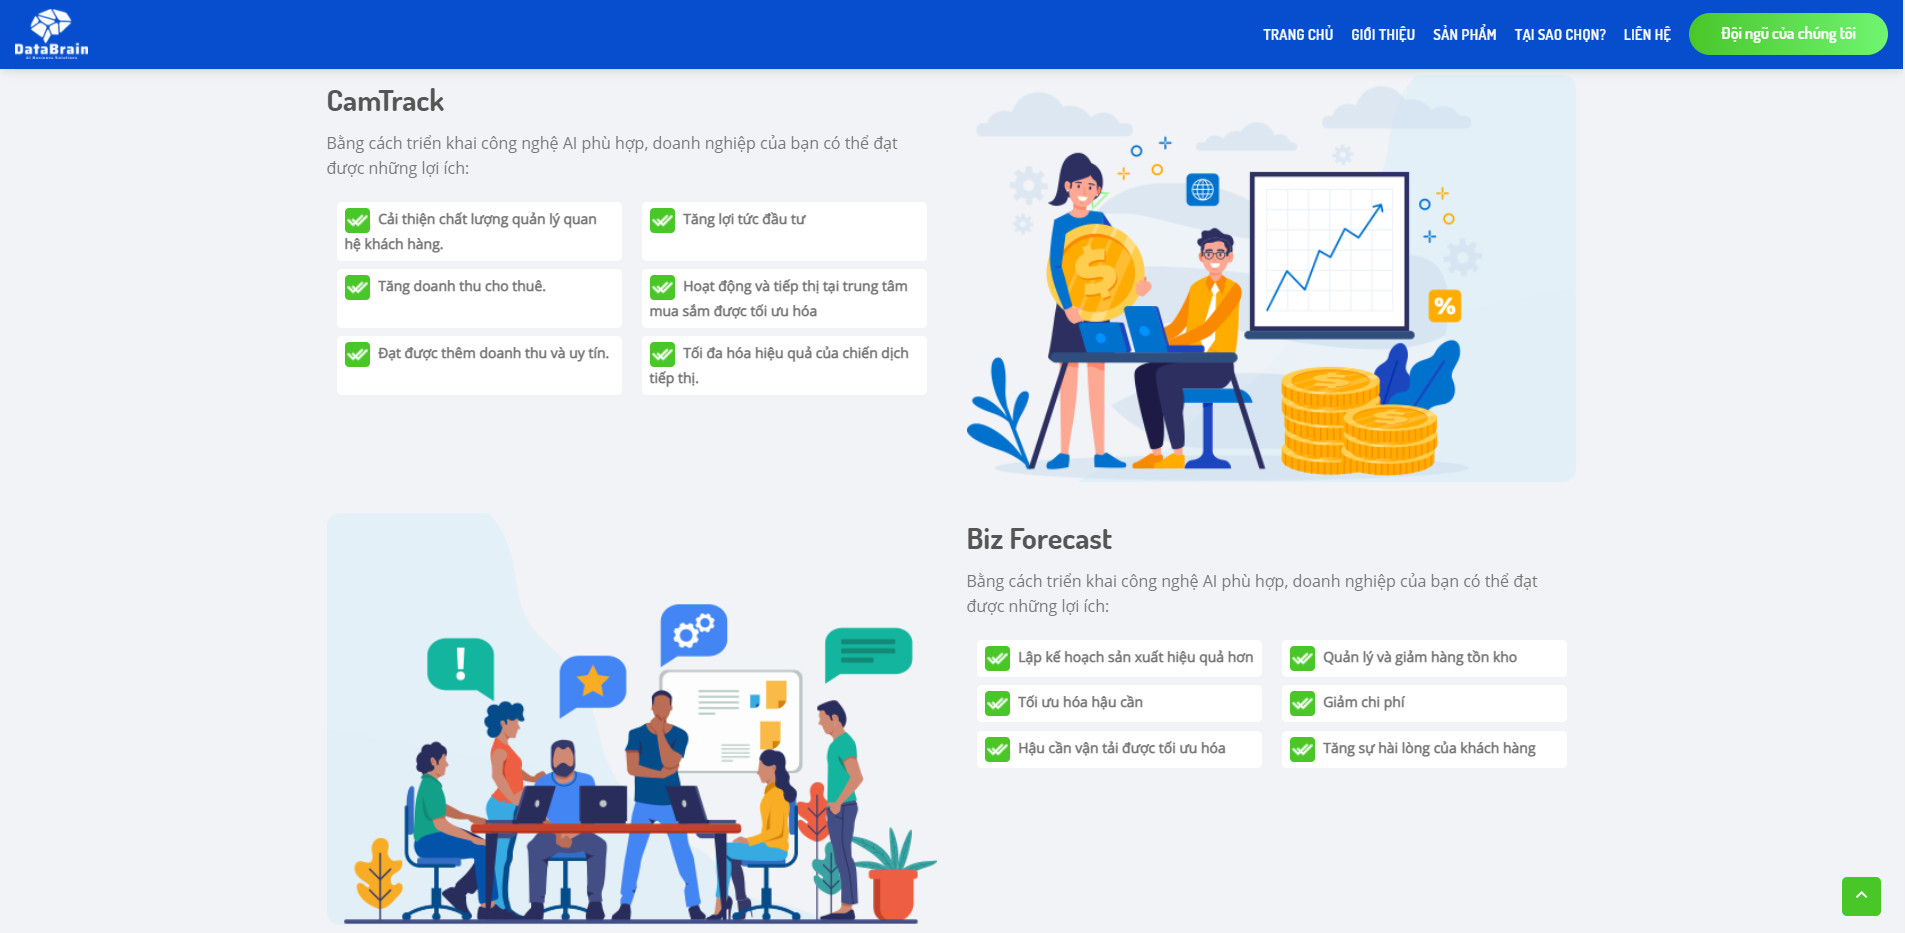 DataBrain
AI Business Solutions
TRANG CHỦ
GIỚI THIỆU
SẢN PHẨM
TẠI SAO CHỌN?
LIÊN HỆ
Đội ngũ của chúng tôi
CamTrack
Bằng cách triển khai công nghệ AI phù hợp, doanh nghiệp của bạn có thể đạt
được những lợi ích:
Cải thiện chất lượng quản lý quan
hệ khách hàng.
Tăng lợi tức đầu tư
Tăng doanh thu cho thuê.
Hoạt động và tiếp thị tại trung tâm
mua sắm được tối ưu hóa
Đạt được thêm doanh thu và uy tín.
Tối đa hóa hiệu quả của chiến dịch
tiếp thị.
$
%
Biz Forecast
Bằng cách triển khai công nghệ AI phù hợp, doanh nghiệp của bạn có thể đạt
được những lợi ích:
Lập kế hoạch sản xuất hiệu quả hơn
Quản lý và giảm hàng tồn kho
Tối ưu hóa hậu cần
Giảm chi phí
Hậu cần vận tải được tối ưu hóa
Tăng sự hài lòng của khách hàng
!